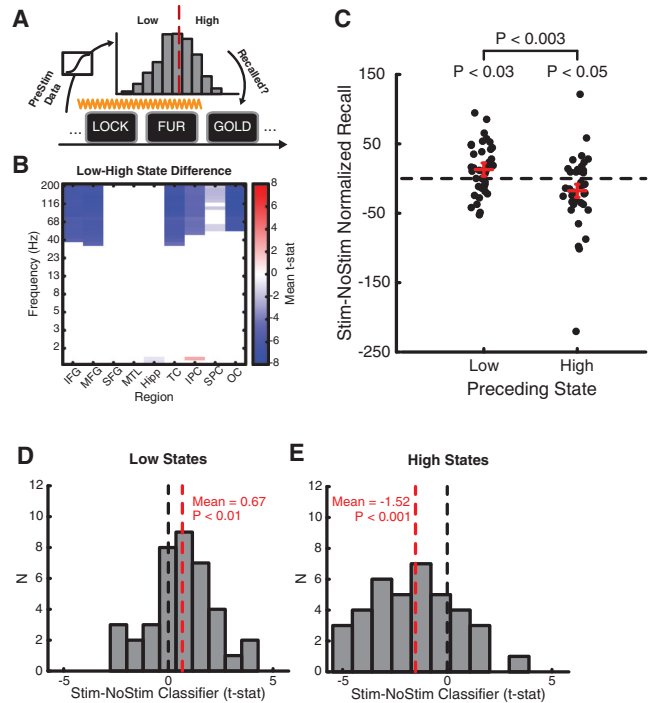 A
Low High
PreStim
Data
Recalled?
... LOCK FUR GOLD ...
B
Low-High State Difference
Frequency (Hz)
200
116
68
40
23
13
8
5
3
2
IFG MFG SFG MTL Hipp TC IPC SPC OC
Region
8
6
4
2
0
-2
-4
-6
-8
Mean t-stat
C
P < 0.003
P < 0.03 P < 0.05
Stim-NoStim Normalized Recall
150
50
-50
-150
-250
Low High
Preceding State
D
Low States
Mean = 0.67
P < 0.01
N
12
10
8
6
4
2
0
-5 0 5
Stim-NoStim Classifier (t-stat)
E
High States
Mean = -1.52
P < 0.001
N
12
10
8
6
4
2
0
-5 0 5
Stim-NoStim Classifier (t-stat)